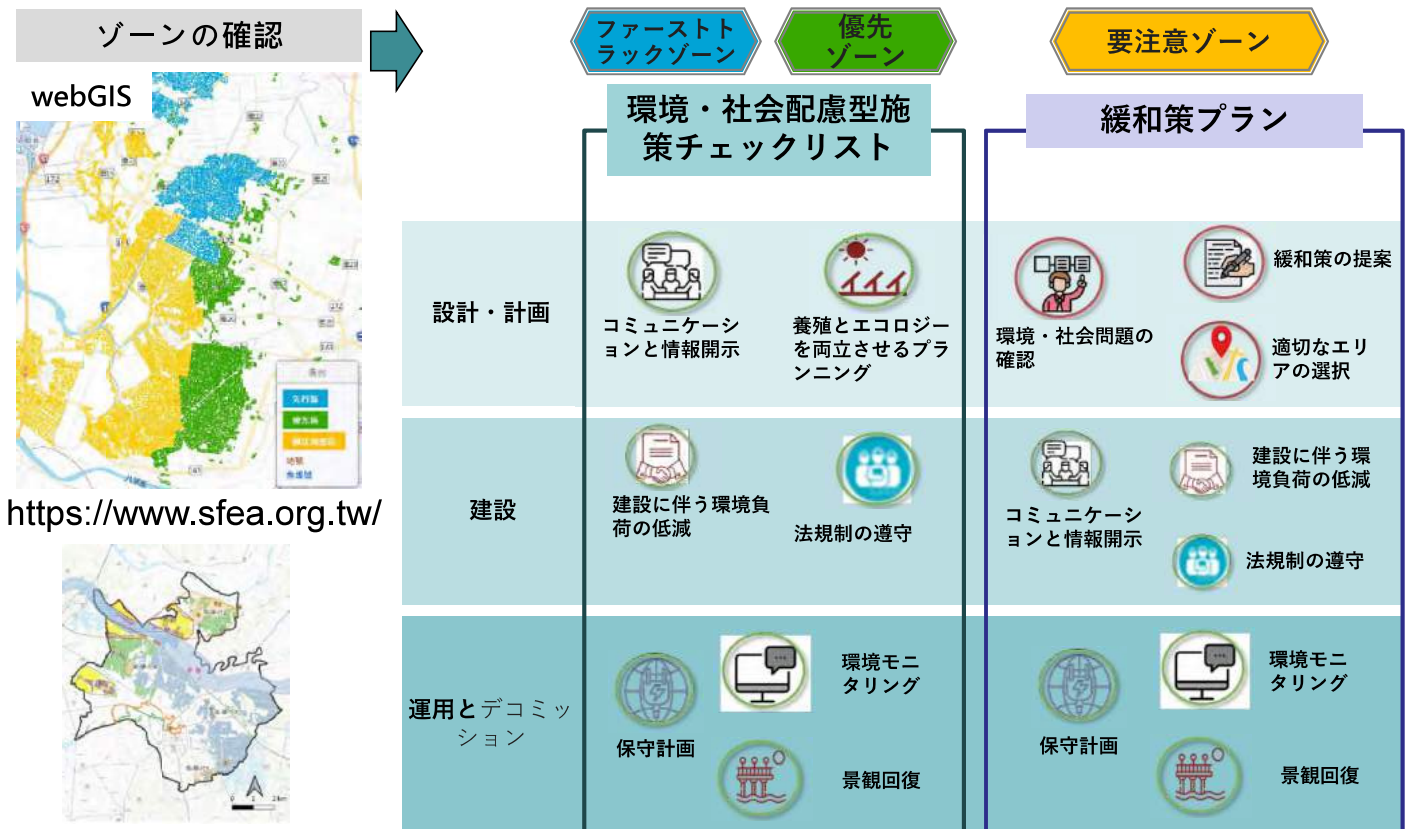 ゾーンの確認
webGIS
https://www.sfea.org.tw/
ファーストト
ラックゾーン
優先
ゾーン
要注意ゾーン
環境・社会配慮型施
策チェックリスト
緩和策プラン
設計・計画
コミュニケーシ
ョンと情報開示
養殖とエコロジー
を両立させるプラ
ンニング
環境・社会問題の
確認
緩和策の提案
適切なエリ
アの選択
建設
建設に伴う環境負
荷の低減
法規制の遵守
コミュニケーシ
ョンと情報開示
建設に伴う環
境負荷の低減
法規制の遵守
運用とデコミッ
ション
保守計画
環境モニ
タリング
景観回復
保守計画
環境モニ
タリング
景観回復